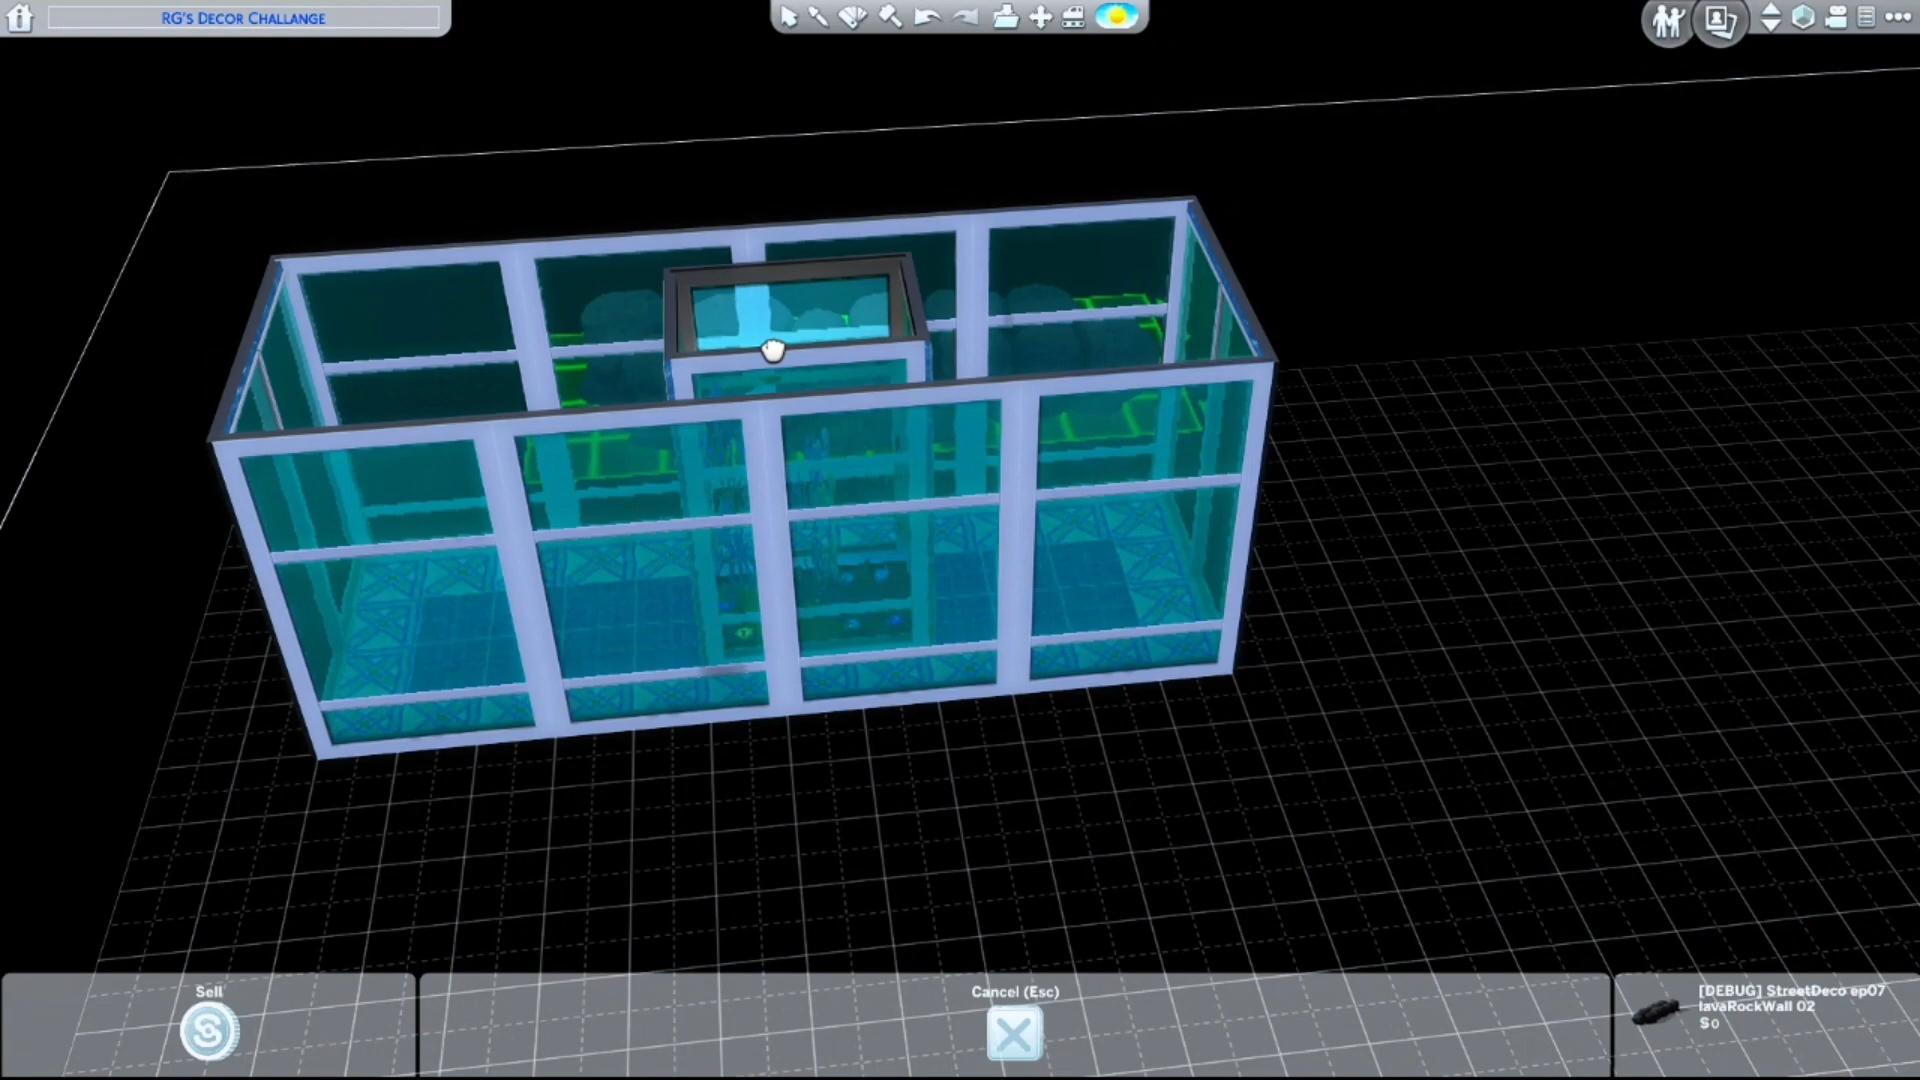 RG's Decor Challange
Sell
Cancel (Esc)
[DEBUG] StreetDeco ep07
lavaRockWall 02
§0